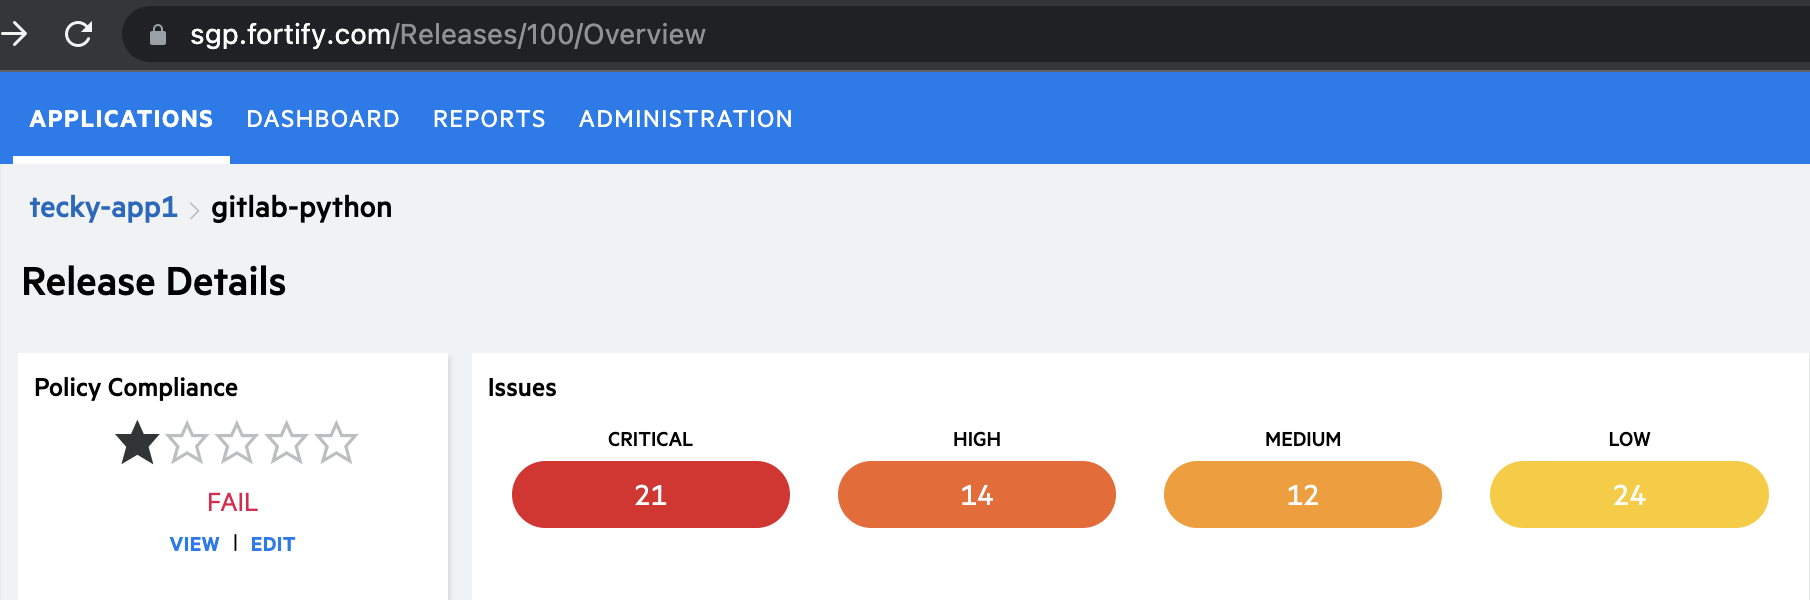 sgp.fortify.com/Releases/100/Overview
APPLICATIONS DASHBOARD REPORTS ADMINISTRATION
tecky-app1 > gitlab-python
Release Details
Policy Compliance
FAIL
VIEW | EDIT
Issues
CRITICAL HIGH MEDIUM LOW
21 14 12 24